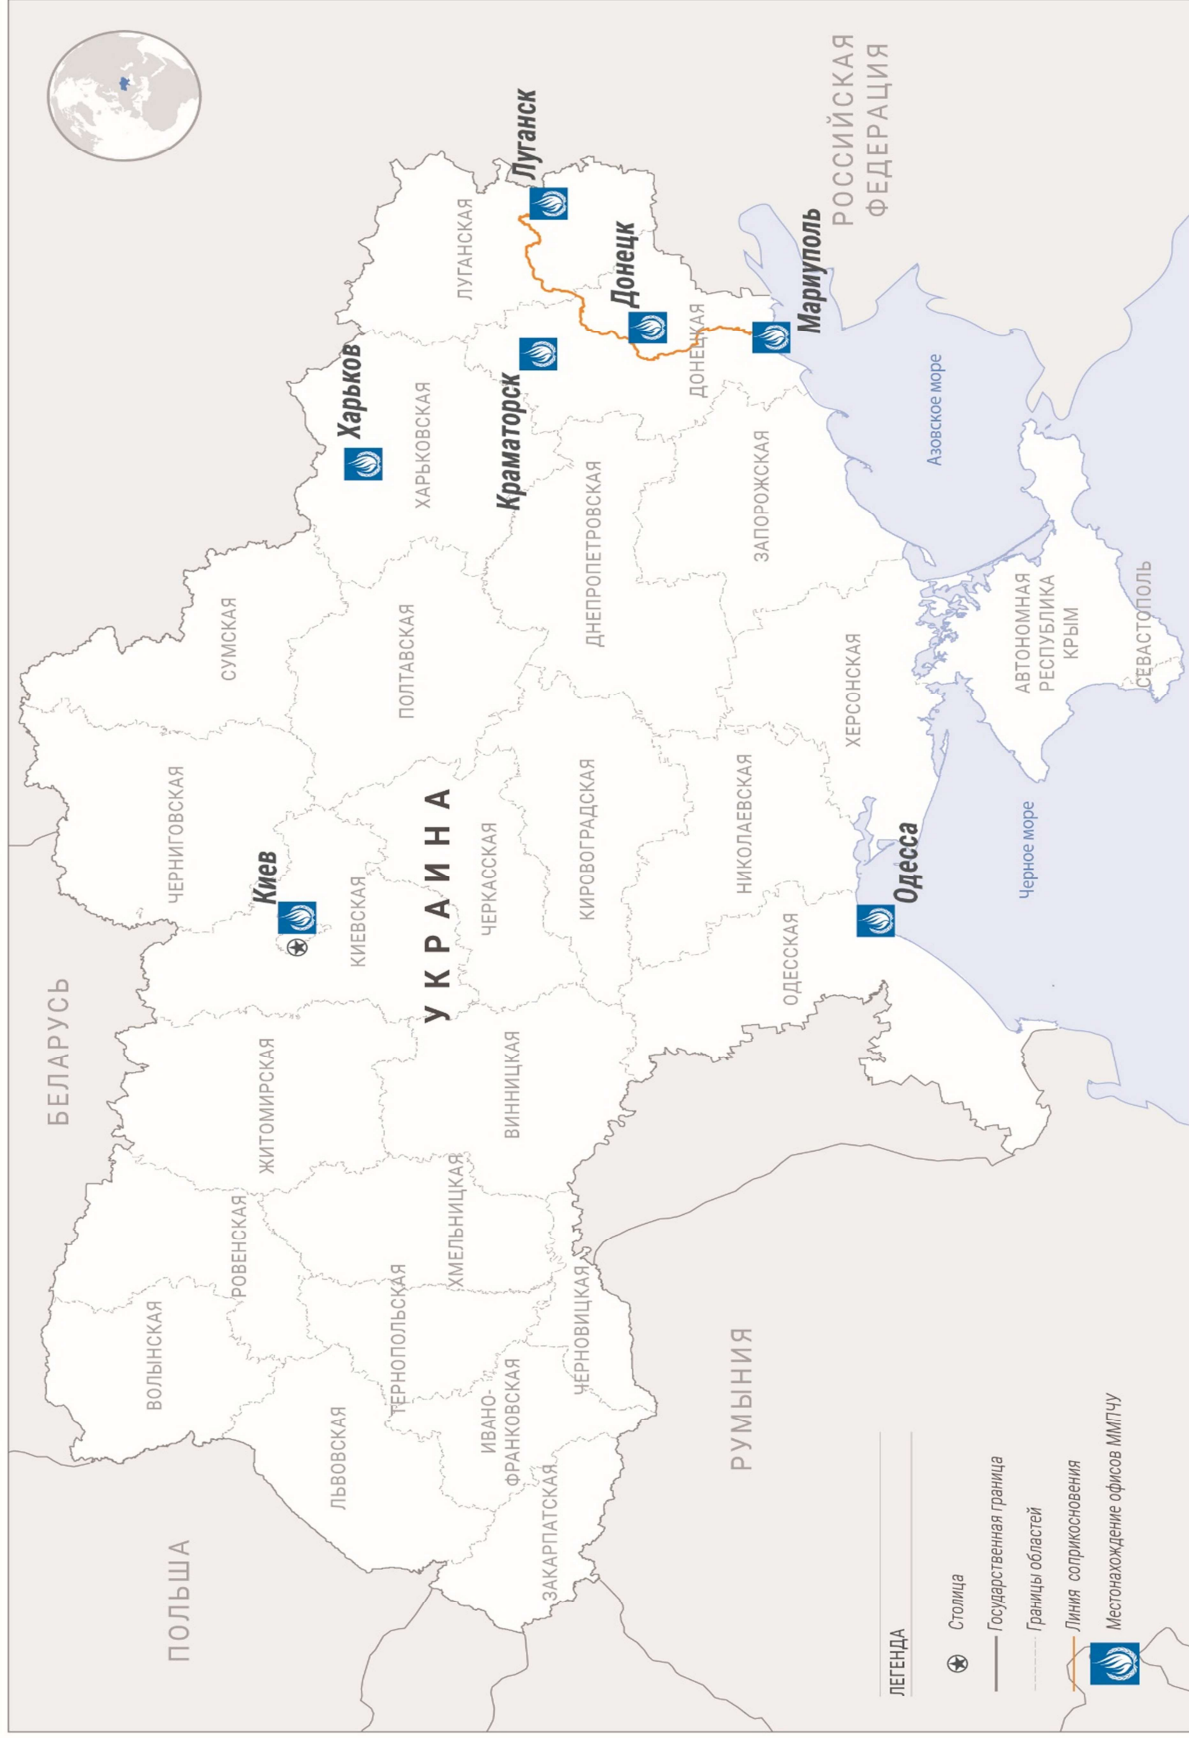 БЕЛАРУСЬ
ПОЛЬША
РОССИЙСКАЯ
ФЕДЕРАЦИЯ
РУМЫНИЯ
УКРАИНА
ВОЛЫНСКАЯ
РОВЕНСКАЯ
ЖИТОМИРСКАЯ
Киев
КИЕВСКАЯ
ЧЕРНИГОВСКАЯ
СУМСКАЯ
ЛЬВОВСКАЯ
ТЕРНОПОЛЬСКАЯ
ХМЕЛЬНИЦКАЯ
ВИННИЦКАЯ
ЧЕРКАССКАЯ
ПОЛТАВСКАЯ
Харьков
ХАРЬКОВСКАЯ
ЛУГАНСКАЯ
Луганск
ЗАКАРПАТСКАЯ
ИВАНО-
ФРАНКОВСКАЯ
ЧЕРНОВИЦКАЯ
КИРОВОГРАДСКАЯ
ДНЕПРОПЕТРОВСКАЯ
Краматорск
Донецк
ДОНЕЦКАЯ
Мариуполь
ОДЕССКАЯ
Одесса
НИКОЛАЕВСКАЯ
ХЕРСОНСКАЯ
ЗАПОРОЖСКАЯ
Азовское море
Черное море
АВТОНОМНАЯ
РЕСПУБЛИКА
КРЫМ
СЕВАСТОПОЛЬ
ЛЕГЕНДА
Столица
Государственная граница
Границы областей
Линия соприкосновения
Местонахождение офисов ММПЧУ